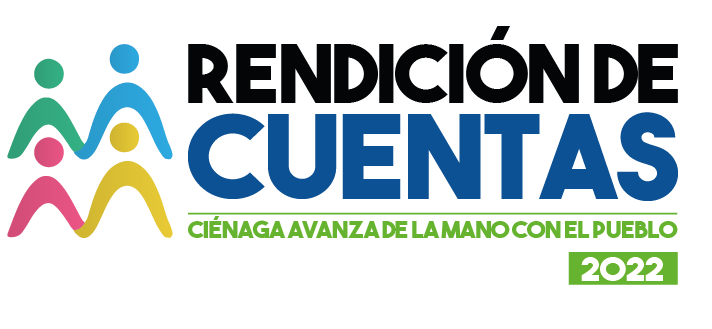 RENDICIÓN DE
CUENTAS
CIÉNAGA AVANZA DE LA MANO CON EL PUEBLO
2022